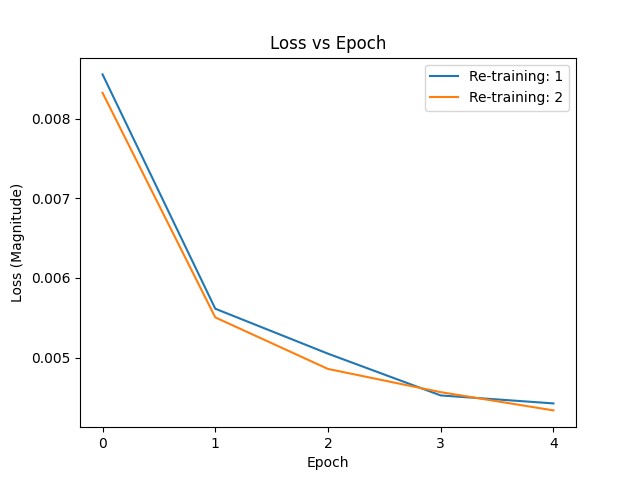 Loss vs Epoch
Re-training: 1
Re-training: 2
0.008
0.007
0.006
0.005
Loss (Magnitude)
0 1 2 3 4
Epoch